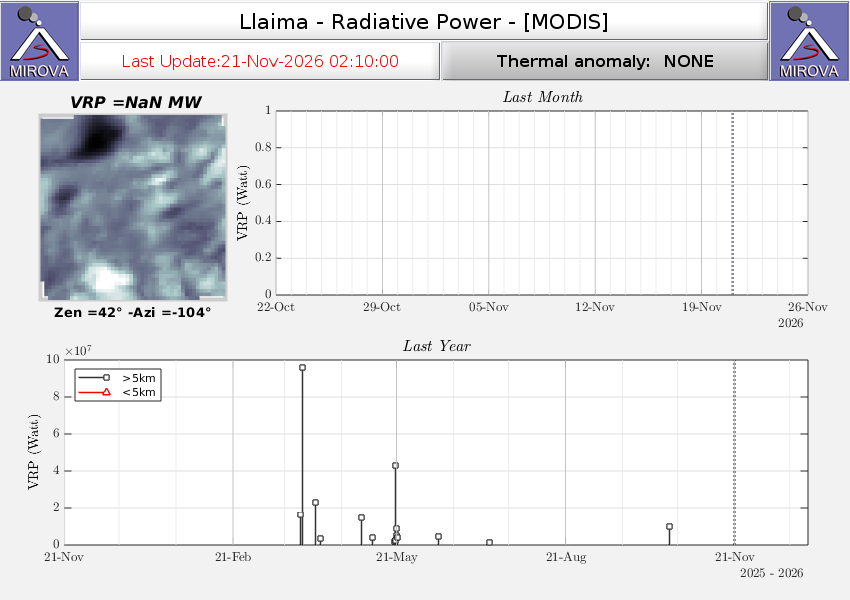 Llaima - Radiative Power - [MODIS]
MIROVA
Last Update:21-Nov-2026 02:10:00
Thermal anomaly: NONE
MIROVA
VRP =NaN MW
Zen =42° -Azi =-104°
Last Month
VRP (Watt)
1
0.8
0.6
0.4
0.2
0
22-Oct 29-Oct 05-Nov 12-Nov 19-Nov 26-Nov
2026
Last Year
×10⁷
VRP (Watt)
10
8
6
4
2
0
>5km
<5km
21-Nov 21-Feb 21-May 21-Aug 21-Nov
2025 - 2026